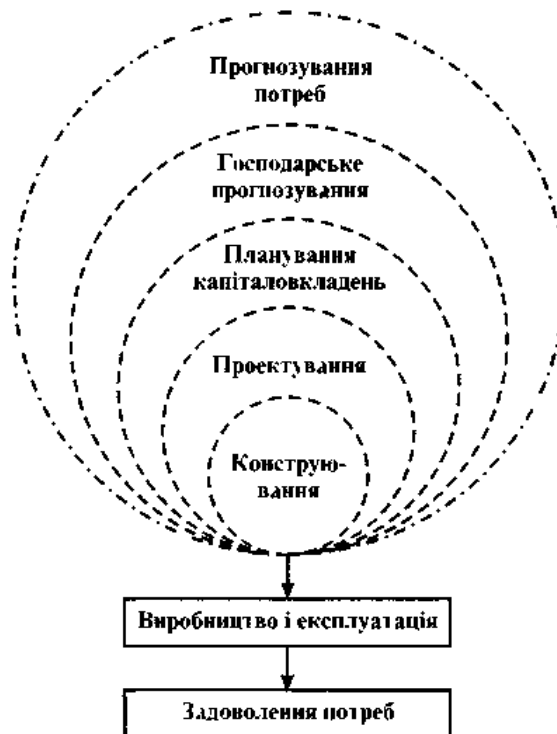 Прогнозування
потреб
Господарське
прогнозування
Планування
капіталовкладень
Проектування
Конструю-
вання
Виробництво і експлуатація
Задоволення потреб